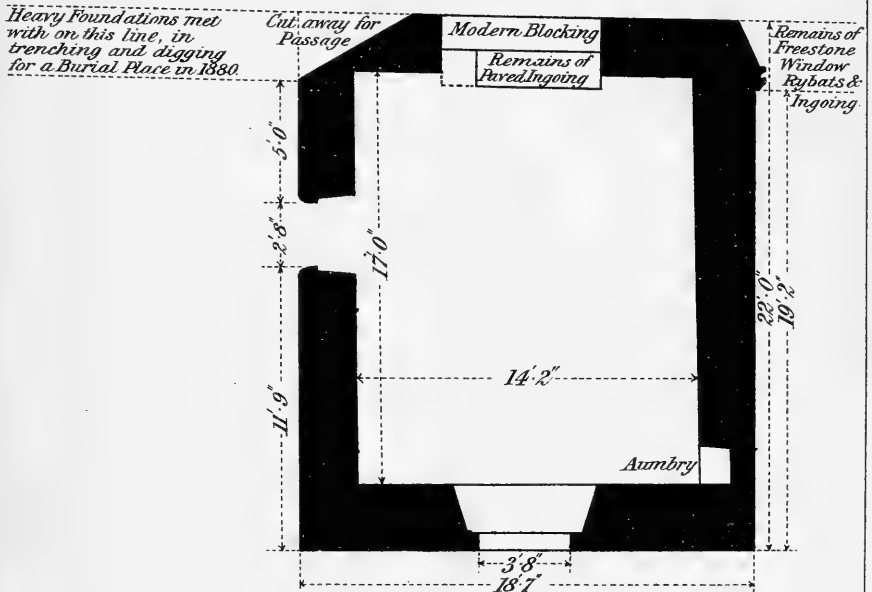 Heavy Foundations met
with on this line, in
trenching and digging
for a Burial Place in 1880.
Cut away for
Passage
Modern Blocking
Remains of
Paved Ingoing
Remains of
Freestone
Window
Rybats &
Ingoing.
5'·0"
2'·8"
11'·9"
17'·0"
14'·2"
22'·0"
19'·2"
Aumbry
3'·8"
18'·7"